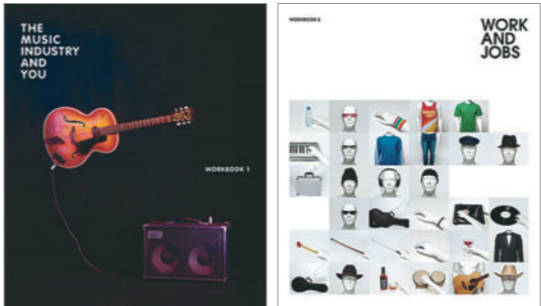 THE
MUSIC
INDUSTRY
AND
YOU
WORKBOOK 1
WORKBOOK 2
WORK
AND
JOBS